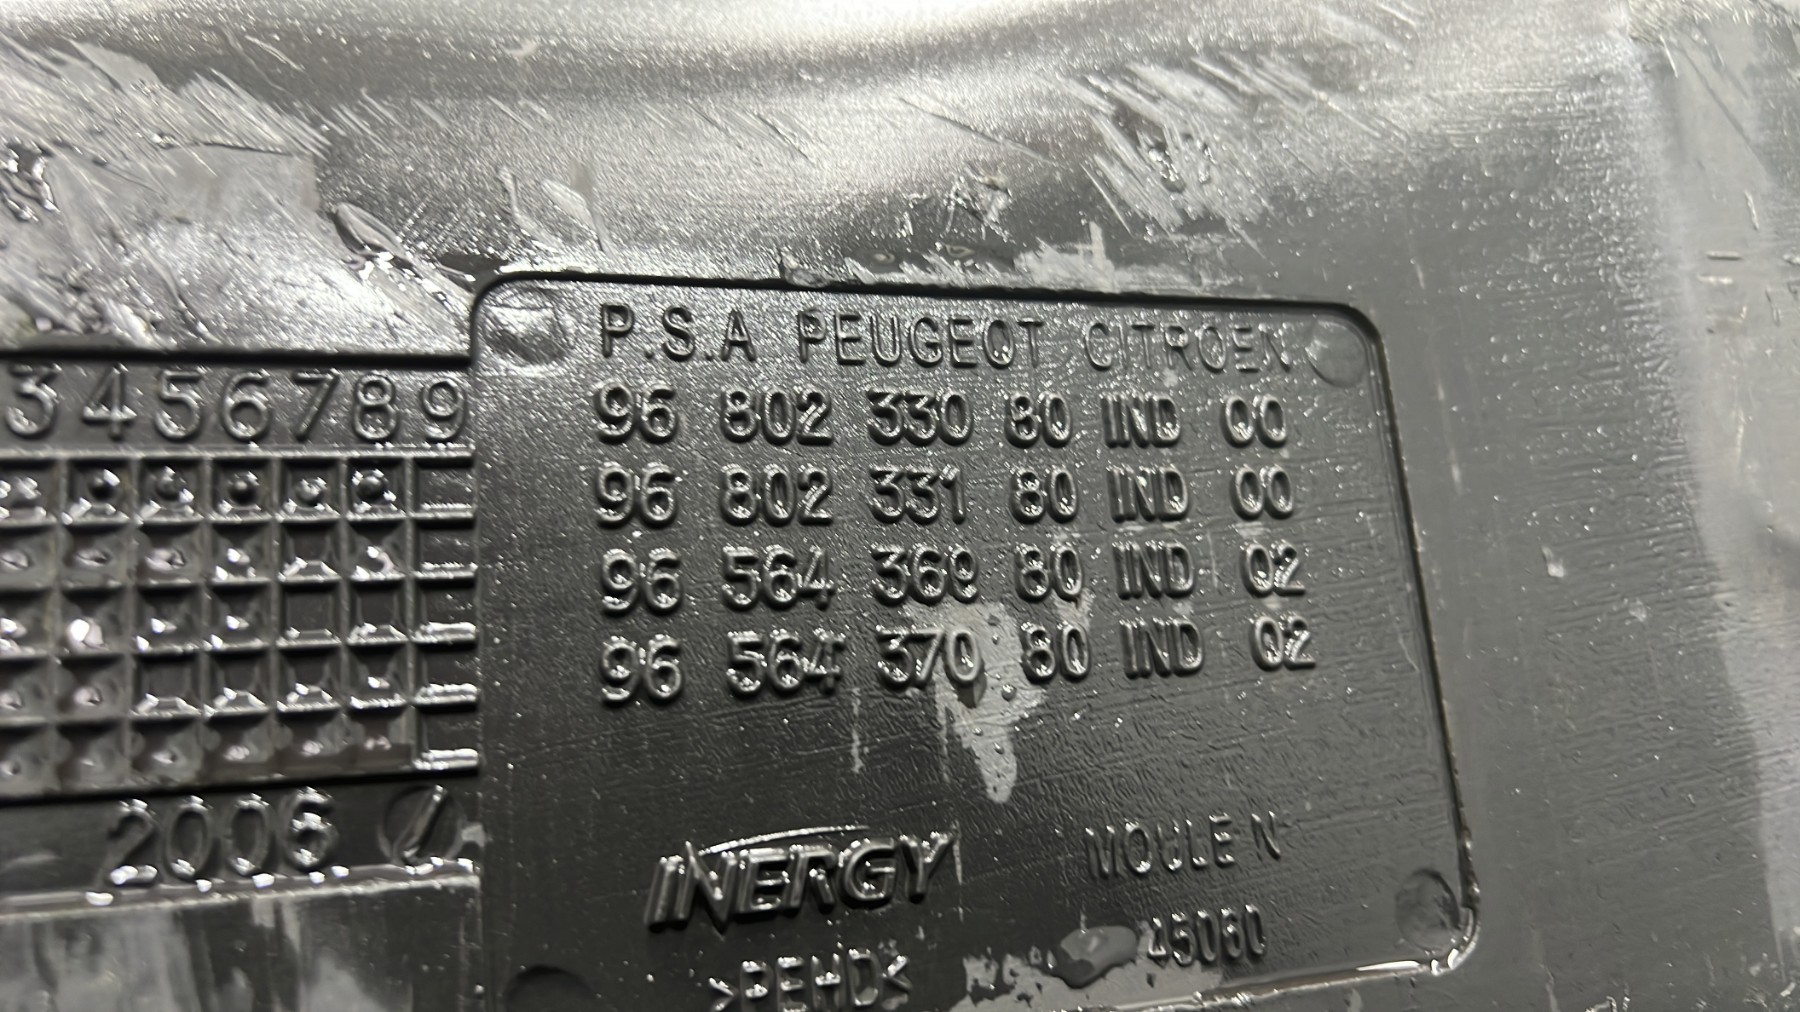 P.S.A PEUGEOT CITROEN
96 802 330 80 IND 00
96 802 331 80 IND 00
96 564 369 80 IND 02
96 564 370 80 IND 02
3456789
2006
INERGY
MOULE N°
45060
>PEHD<